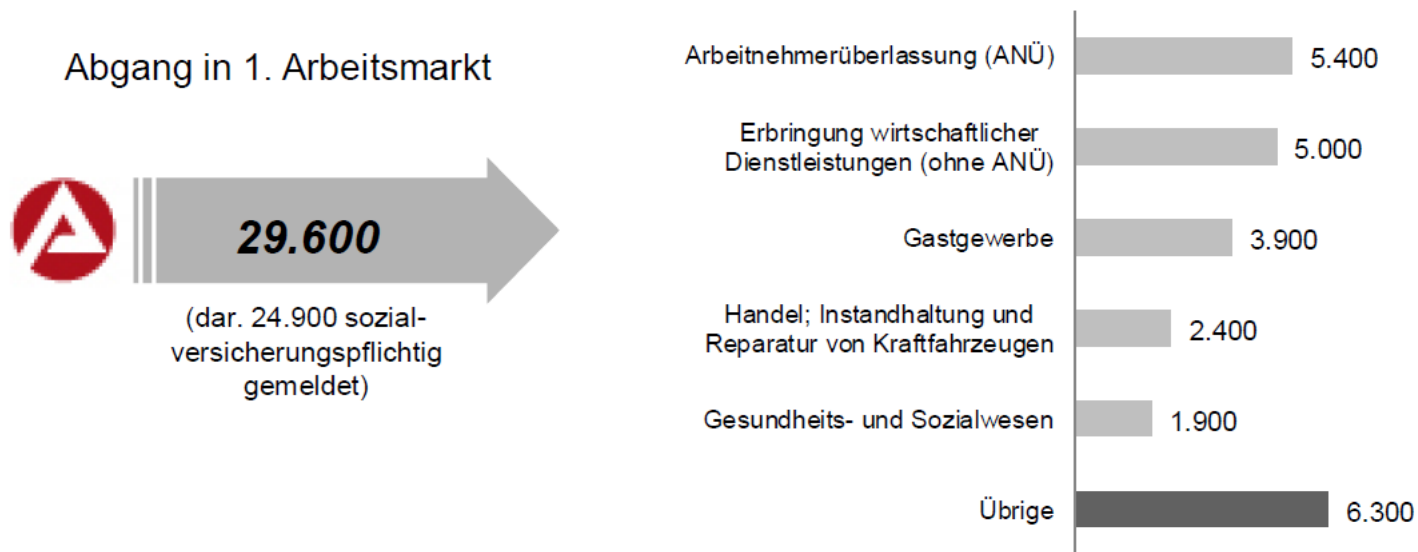 Abgang in 1. Arbeitsmarkt
29.600
(dar. 24.900 sozial-
versicherungspflichtig
gemeldet)
Arbeitnehmerüberlassung (ANÜ)
5.400
Erbringung wirtschaftlicher
Dienstleistungen (ohne ANÜ)
5.000
Gastgewerbe
3.900
Handel; Instandhaltung und
Reparatur von Kraftfahrzeugen
2.400
Gesundheits- und Sozialwesen
1.900
Übrige
6.300